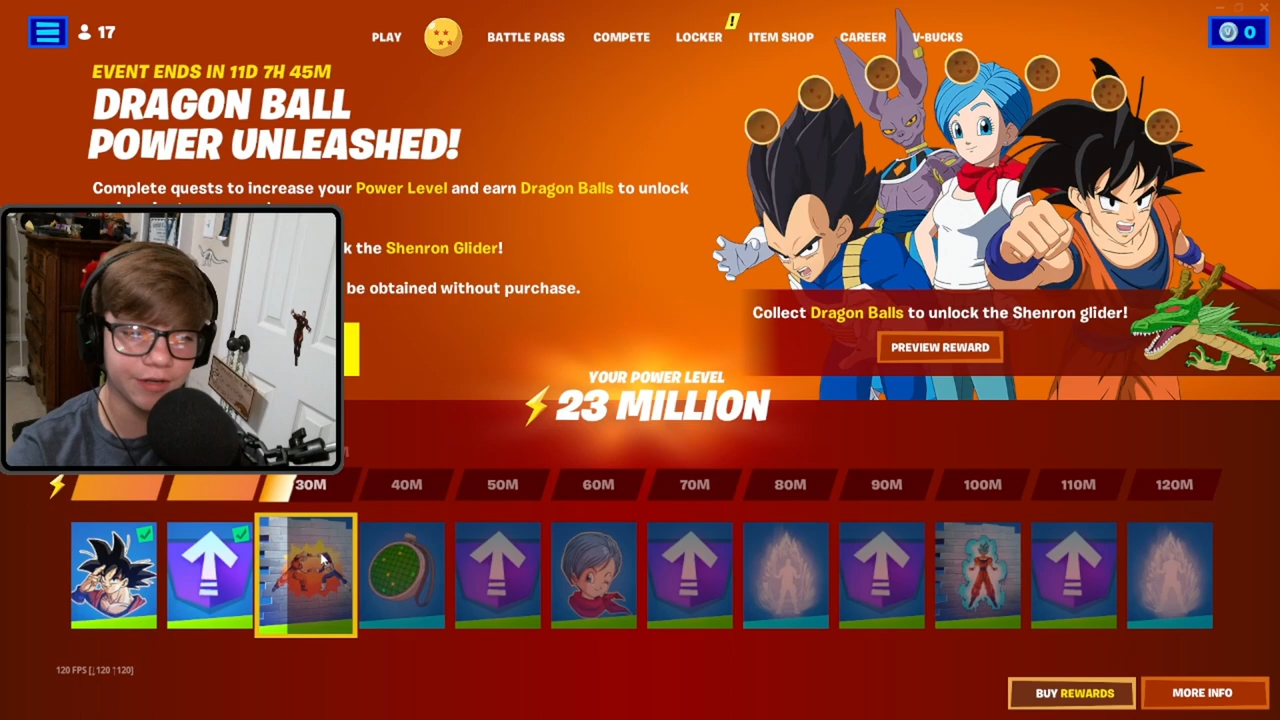 17
PLAY
BATTLE PASS
COMPETE
LOCKER
!
ITEM SHOP
CAREER
V-BUCKS
0
EVENT ENDS IN 11D 7H 45M
DRAGON BALL
POWER UNLEASHED!
Complete quests to increase your Power Level and earn Dragon Balls to unlock
k the Shenron Glider!
be obtained without purchase.
Collect Dragon Balls to unlock the Shenron glider!
PREVIEW REWARD
YOUR POWER LEVEL
23 MILLION
30M 40M 50M 60M 70M 80M 90M 100M 110M 120M
120 FPS [↓120 ↑120]
BUY REWARDS
MORE INFO